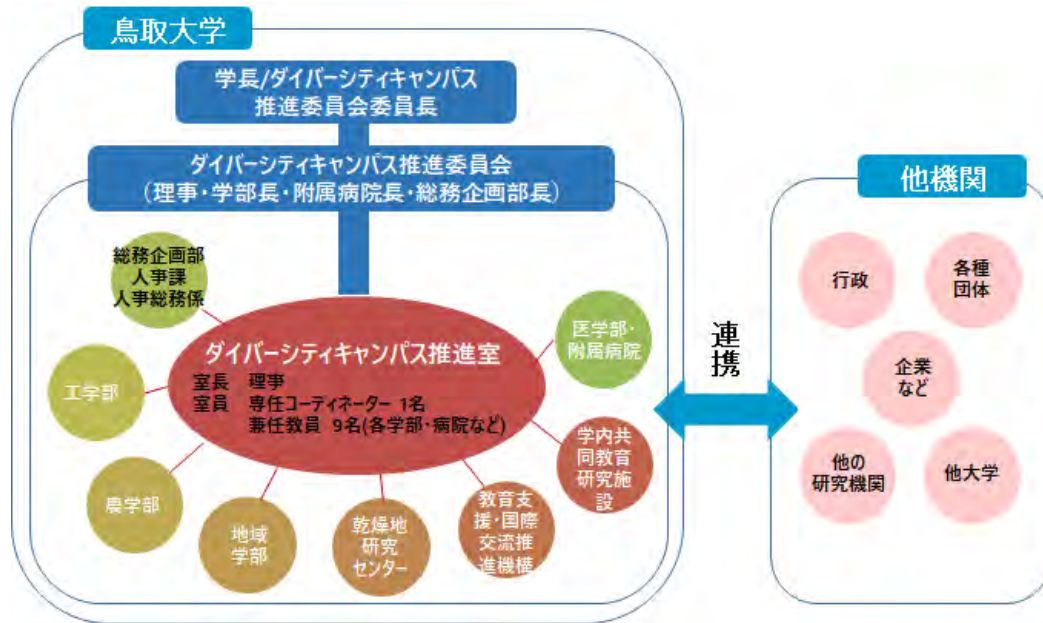 鳥取大学
学長/ダイバーシティキャンパス
推進委員会委員長
ダイバーシティキャンパス推進委員会
（理事・学部長・附属病院長・総務企画部長）
総務企画部
人事課
人事総務係
工学部
農学部
地域
学部
乾燥地
研究
センター
教育支
援・国際
交流推
進機構
学内共
同教育
研究施
設
医学部・
附属病院
ダイバーシティキャンパス推進室
室長 理事
室員 専任コーディネーター 1名
兼任教員 9名(各学部・病院など)
連携
他機関
行政
各種
団体
企業
など
他の
研究機関
他大学